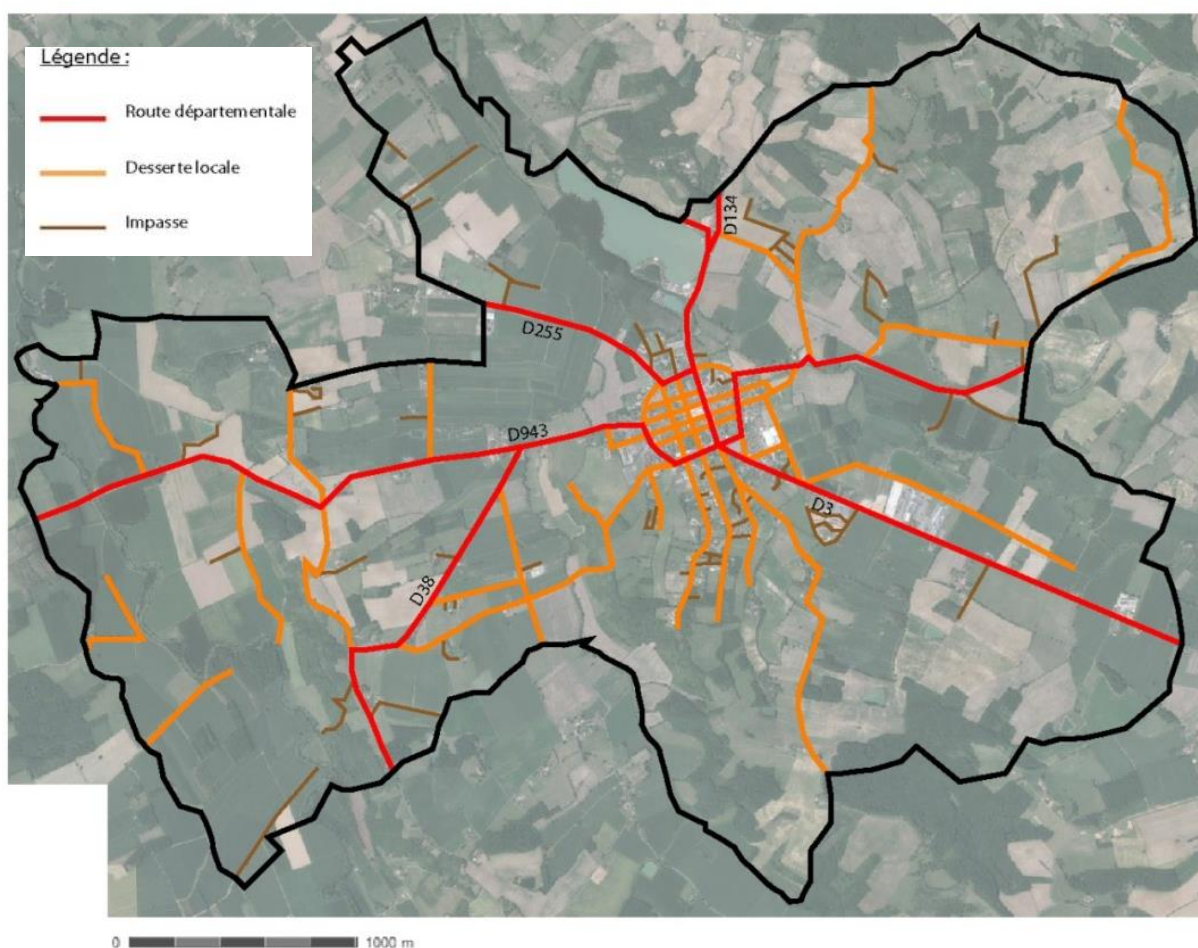 Légende :
Route départementale
Desserte locale
Impasse
D134
D255
D943
D3
D38
0 1000 m